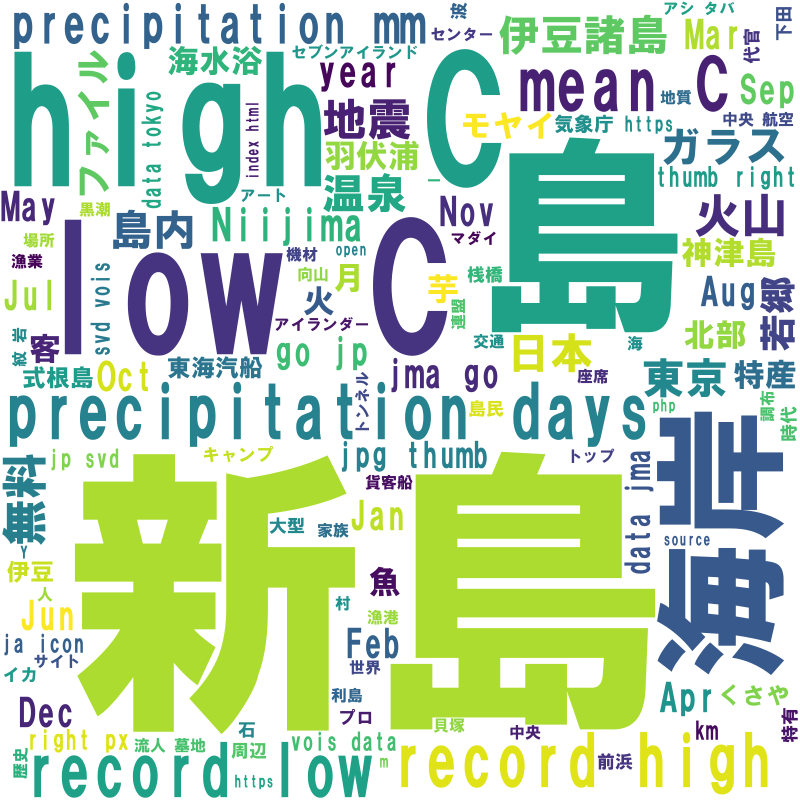 precipitation mm
波
センター
伊豆諸島
アシタバ
Mar
代官
下田
海水浴
セブンアイランド
year
high C
mean C
地質
Sep
ファイル
data tokyo
index html
地震
モヤイ
気象庁 https
中央 航空
羽伏浦
ガラス
温泉
thumb right
アート
一
島
May
黒潮
島内
Niijima
Nov
マダイ
火山
場所
漁業
low C
機材
open
神津島
向山
月
芋
桟橋
Jul
svd vois
火
連盟
Aug
若郷
アイランダー
紋 岩
客
go jp
交通
海
北部
日本
式根島
Oct
東海汽船
jma go
座席
東京
特産
precipitation days
トンネル
島民
php
調布
時代
無料
jp svd
キャンプ
jpg thumb
トップ
data jma
海岸
貨客船
新島
Jan
大型
家族
source
Y
伊豆
人
魚
村
漁港
Jun
ja icon
サイト
Feb
世界
イカ
Apr
くさや
利島
Dec
プロ
貝塚
石
中央
km
特有
right px
流人 墓地
周辺
vois data
歴史
record low
https
m
record high
前浜